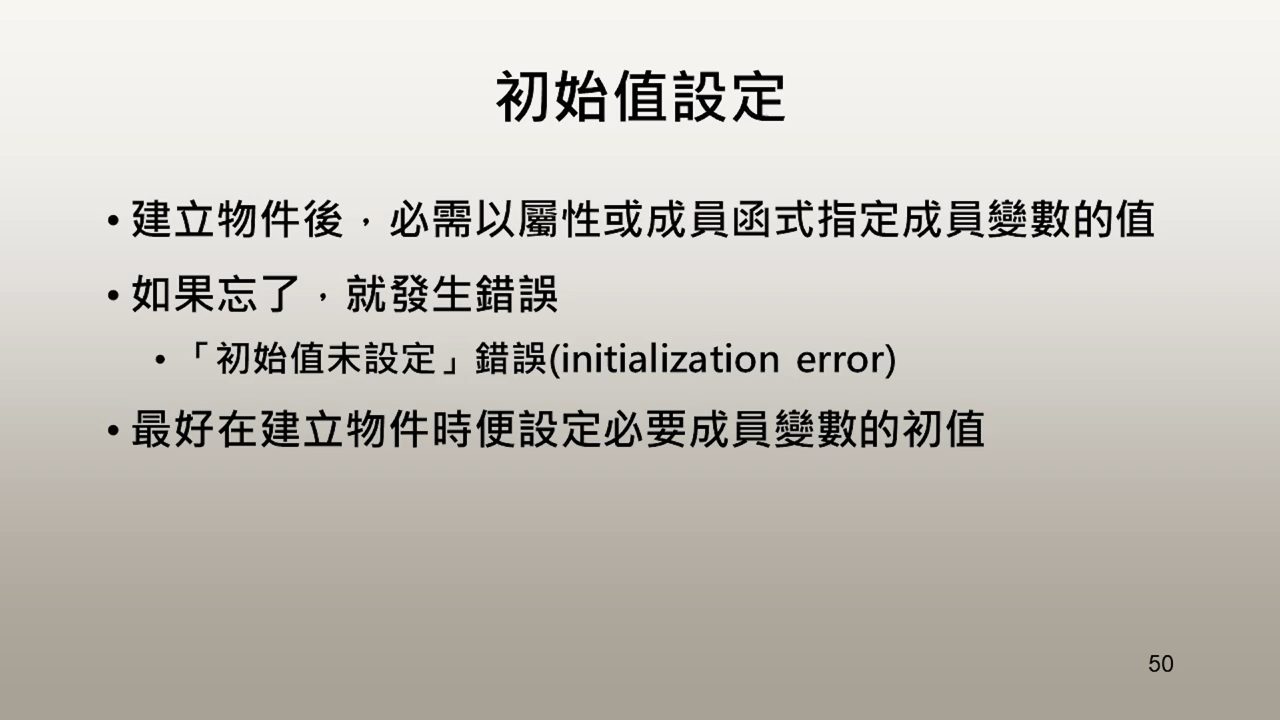 初始值設定
• 建立物件後，必需以屬性或成員函式指定成員變數的值
• 如果忘了，就發生錯誤
• 「初始值未設定」錯誤(initialization error)
• 最好在建立物件時便設定必要成員變數的初值
50